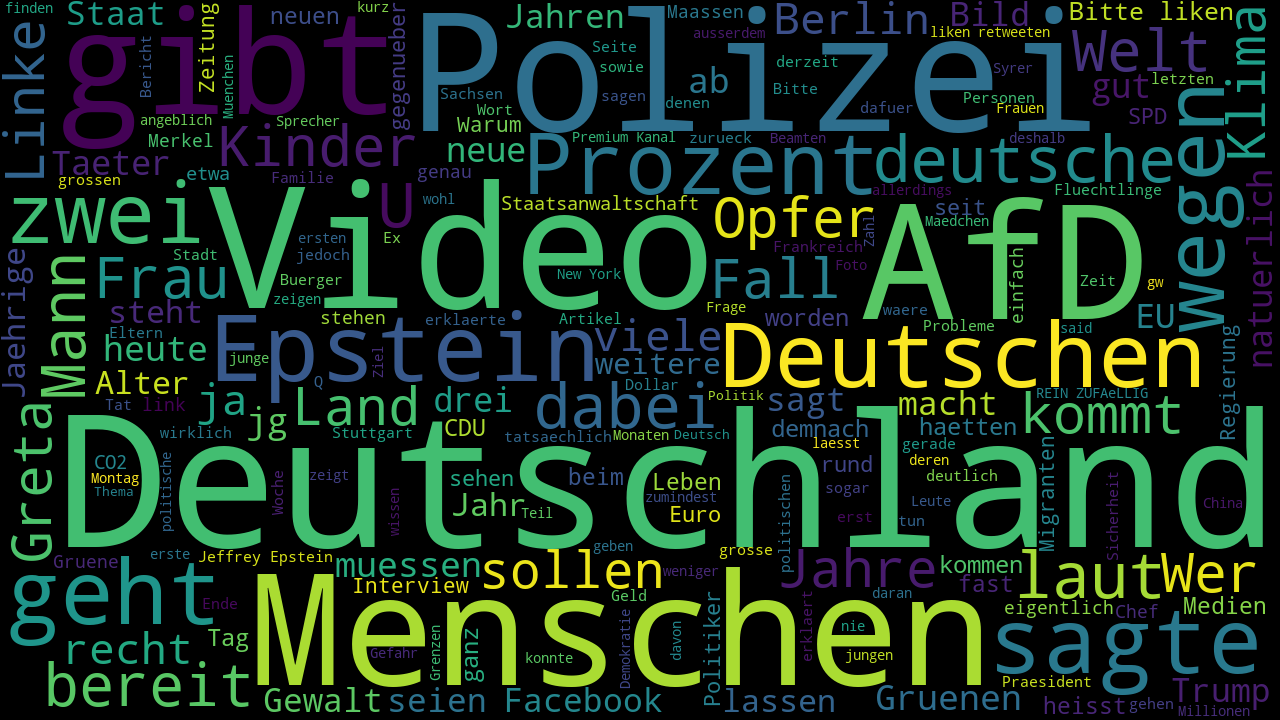 finden
Staat
neuen
kurz
Jahren
Maassen
Berlin
Bild
Bitte liken
gibt
Polizei
ausserdem
liken retweeten
Linke
Bericht
Zeitung
Muenchen
gegenueber
Seite
sowie
derzeit
Welt
Syrer
Klima
Sachsen
sagen
ab
denen
Bitte
dafuer
Personen
Frauen
gut
letzten
SPD
angeblich
Sprecher
Wort
warum
Merkel
Kinder
neue
Premium Kanal
zurueck
Beamten
deshalb
wegen
Taeter
etwa
genau
Prozent
deutsche
grossen
Familie
U
wohl
Staatsanwaltschaft
Opfer
allerdings
Fluechtlinge
natuerlich
zwei
Video
seit
Maedchen
AfD
Zahl
Stadt
ersten
jedoch
Ex
Frankreich
Foto
Jaehrige
Mann
Frau
Buerger
zeigen
New York
Fall
Frage
einfach
Zeit
gw
steht
stehen
erklaerte
Artikel
worden
waere
Probleme
EU
said
Eltern
heute
Epstein
viele
weitere
Deutschen
Regierung
junge
Ziel
Alter
Q
Dollar
Politik
REIN ZUFAeLLIG
Tat
link
ja
jg
Land
drei
dabei
sagt
macht
kommt
Greta
wirklich
Stuttgart
CDU
tatsaechlich
Monaten
Deutsch
demnach
laesst
haetten
gerade
deren
CO2
Montag
Thema
politische
Deutschland
Woche
zeigt
wissen
sehen
beim
Leben
zumindest
rund
sogar
deutlich
Migranten
Jahr
Teil
Euro
politischen
erst
Leute
tun
Sicherheit
China
Gruene
erste
Jeffrey Epstein
geben
grosse
geht
muessen
sollen
weniger
Jahre
kommen
laut
Wer
Interview
Geld
daran
fast
Ende
Menschen
eigentlich
Chef
Medien
recht
Tag
Gefahr
Grenzen
ganz
konnte
Demokratie
davon
Politiker
erklaert
nie
jungen
sagte
Praesident
bereit
Gewalt
seien
Facebook
lassen
Gruenen
heisst
gehen
Trump
Millionen